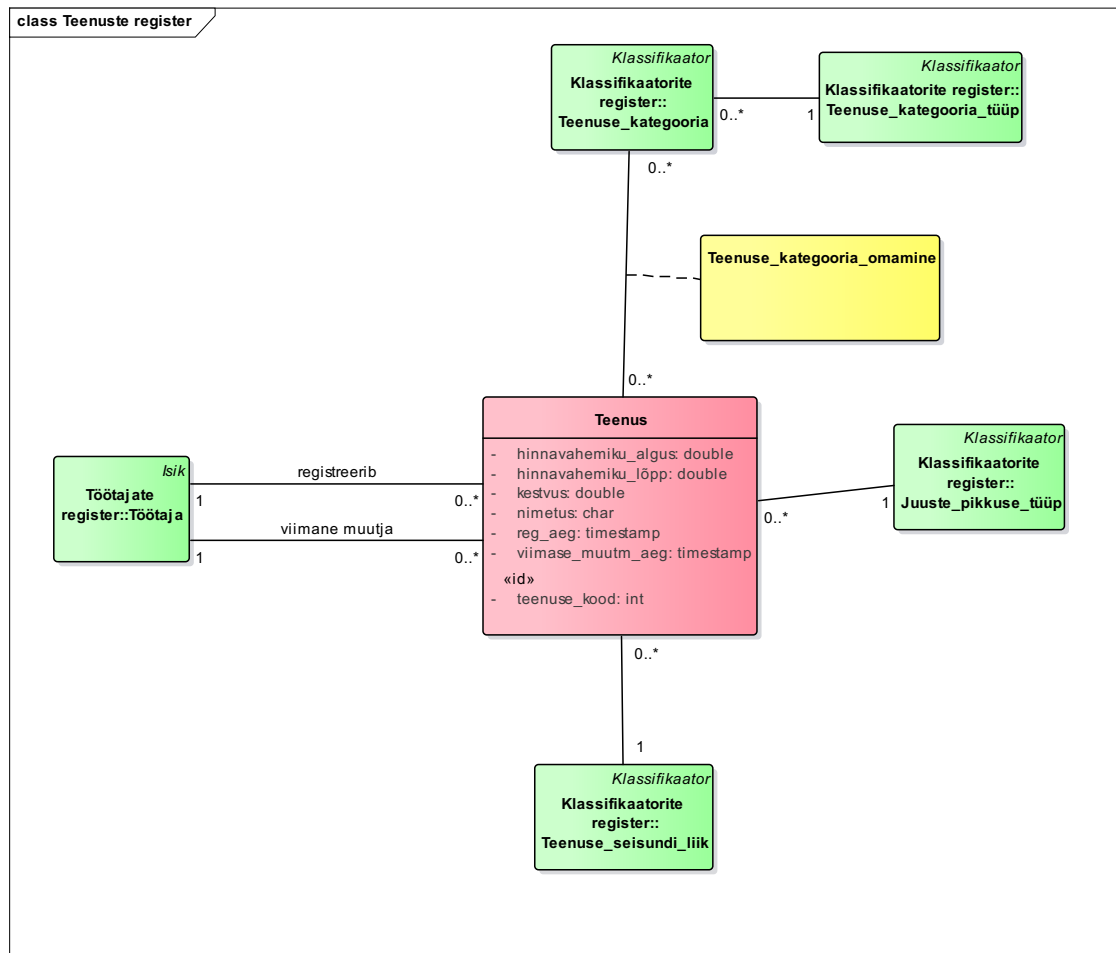 class Teenuste register
Klassifikaator
Klassifikaatorite
register::
Teenuse_kategooria
Klassifikaator
Klassifikaatorite register::
Teenuse_kategooria_tüüp
0..*
1
0..*
Teenuse_kategooria_omamine
0..*
Teenus
- hinnavahemiku_algus: double
- hinnavahemiku_lõpp: double
- kestvus: double
- nimetus: char
- reg_aeg: timestamp
- viimase_muutm_aeg: timestamp
«id»
- teenuse_kood: int
Isik
Töötajate
register::Töötaja
registreerib
1
0..*
viimane muutja
1
0..*
Klassifikaator
Klassifikaatorite
register::
Juuste_pikkuse_tüüp
0..*
1
0..*
1
Klassifikaator
Klassifikaatorite
register::
Teenuse_seisundi_liik